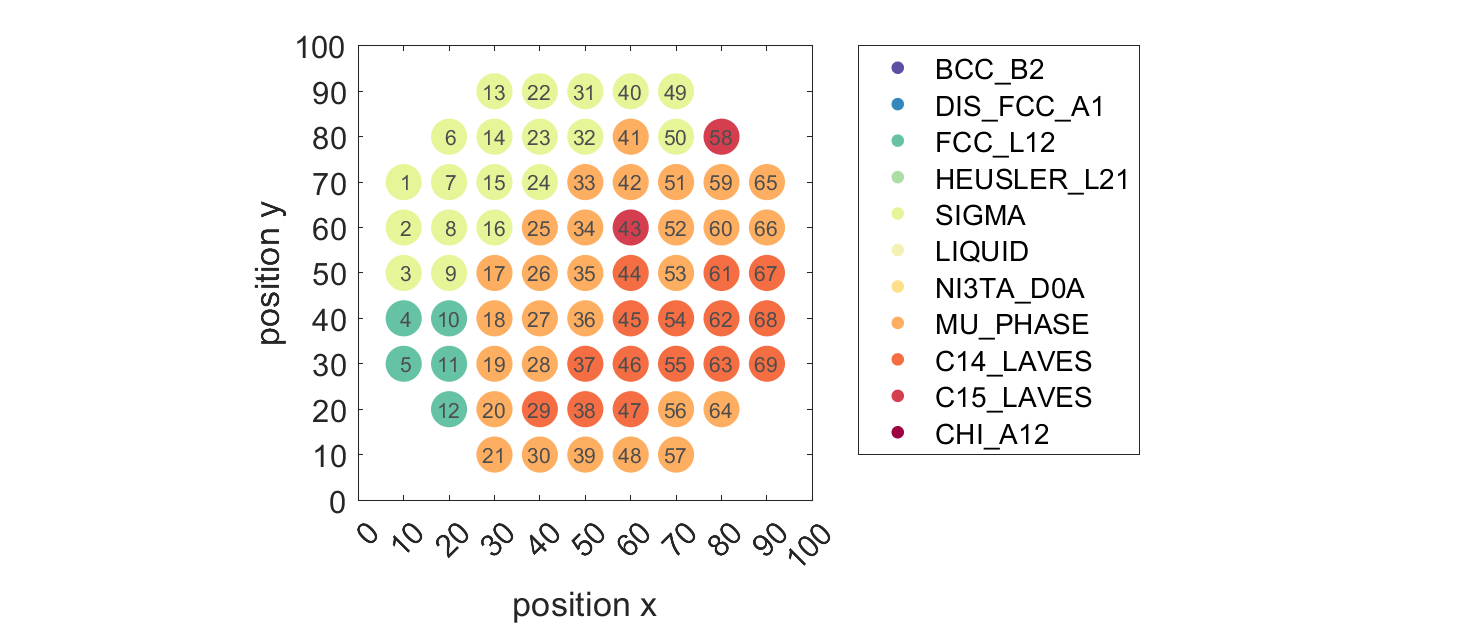 100
90
80
70
60
50
40
30
20
10
0
position y
13 22 31 40 49
6 14 23 32 41 50 58
1 7 15 24 33 42 51 59 65
2 8 16 25 34 43 52 60 66
3 9 17 26 35 44 53 61 67
4 10 18 27 36 45 54 62 68
5 11 19 28 37 46 55 63 69
12 20 29 38 47 56 64
21 30 39 48 57
0 10 20 30 40 50 60 70 80 90 100
position x
BCC_B2
DIS_FCC_A1
FCC_L12
HEUSLER_L21
SIGMA
LIQUID
NI3TA_D0A
MU_PHASE
C14_LAVES
C15_LAVES
CHI_A12